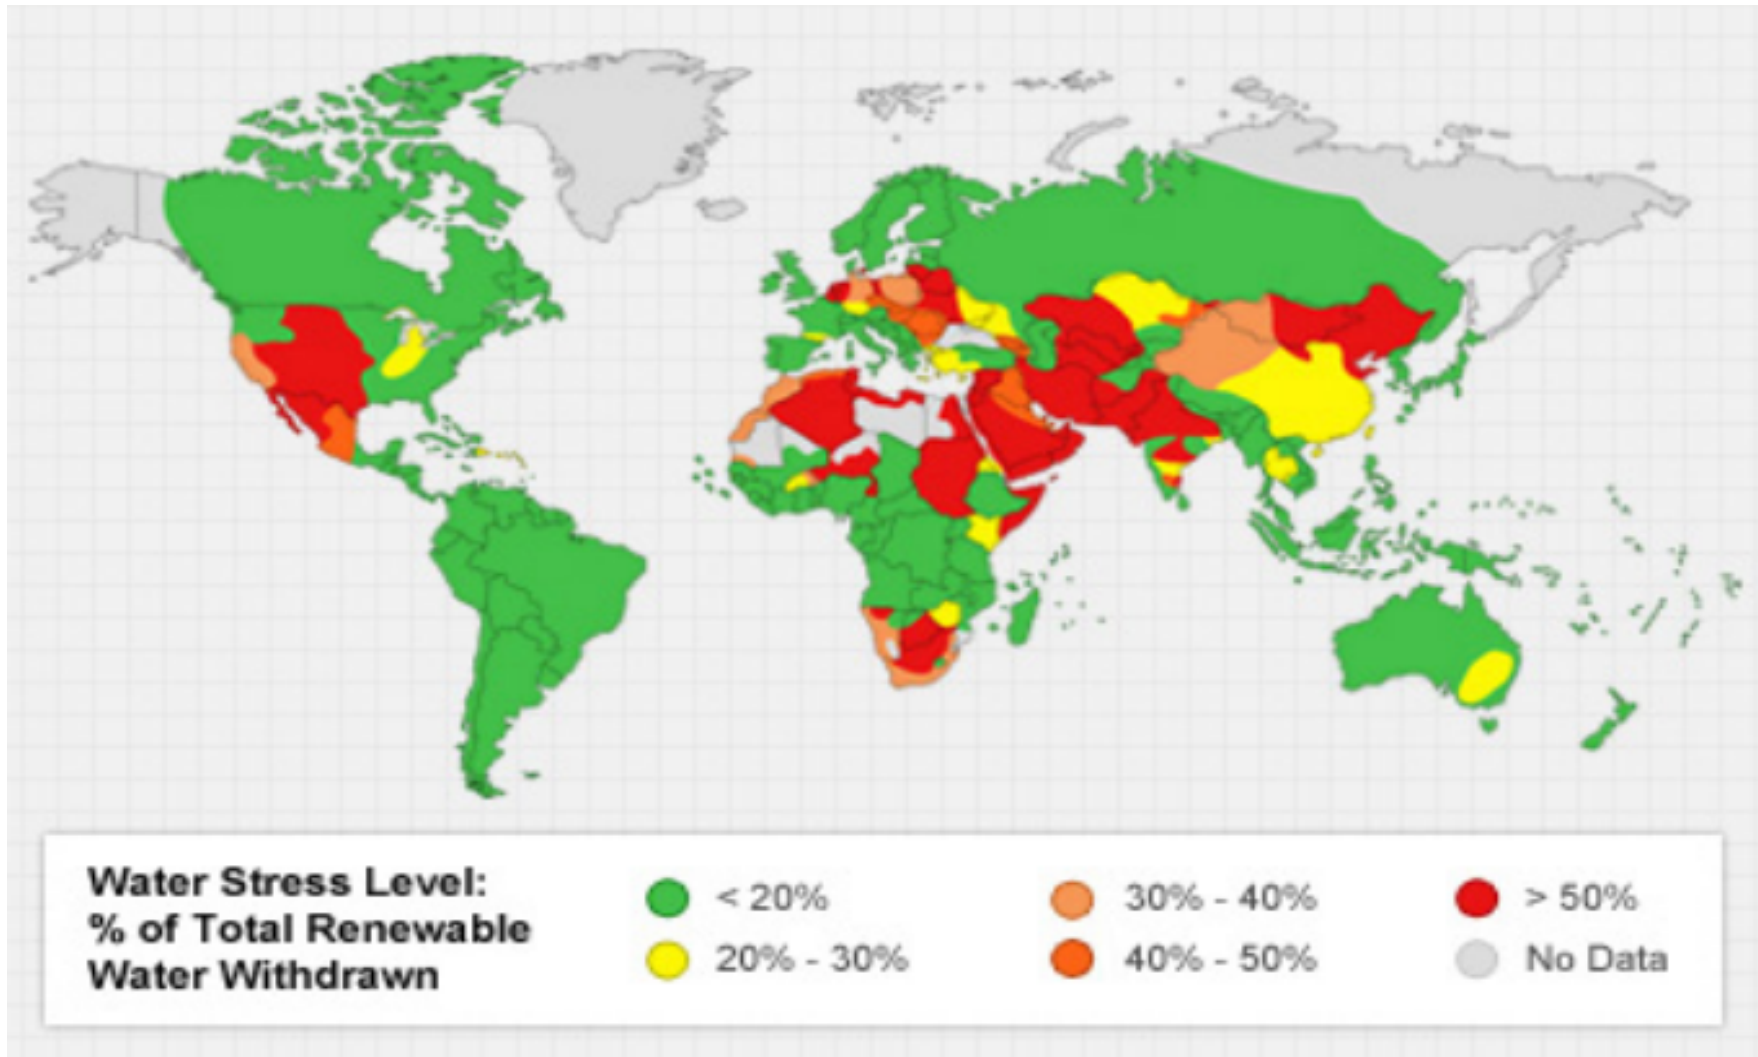 Water Stress Level:
% of Total Renewable
Water Withdrawn
< 20%
20% - 30%
30% - 40%
40% - 50%
> 50%
No Data